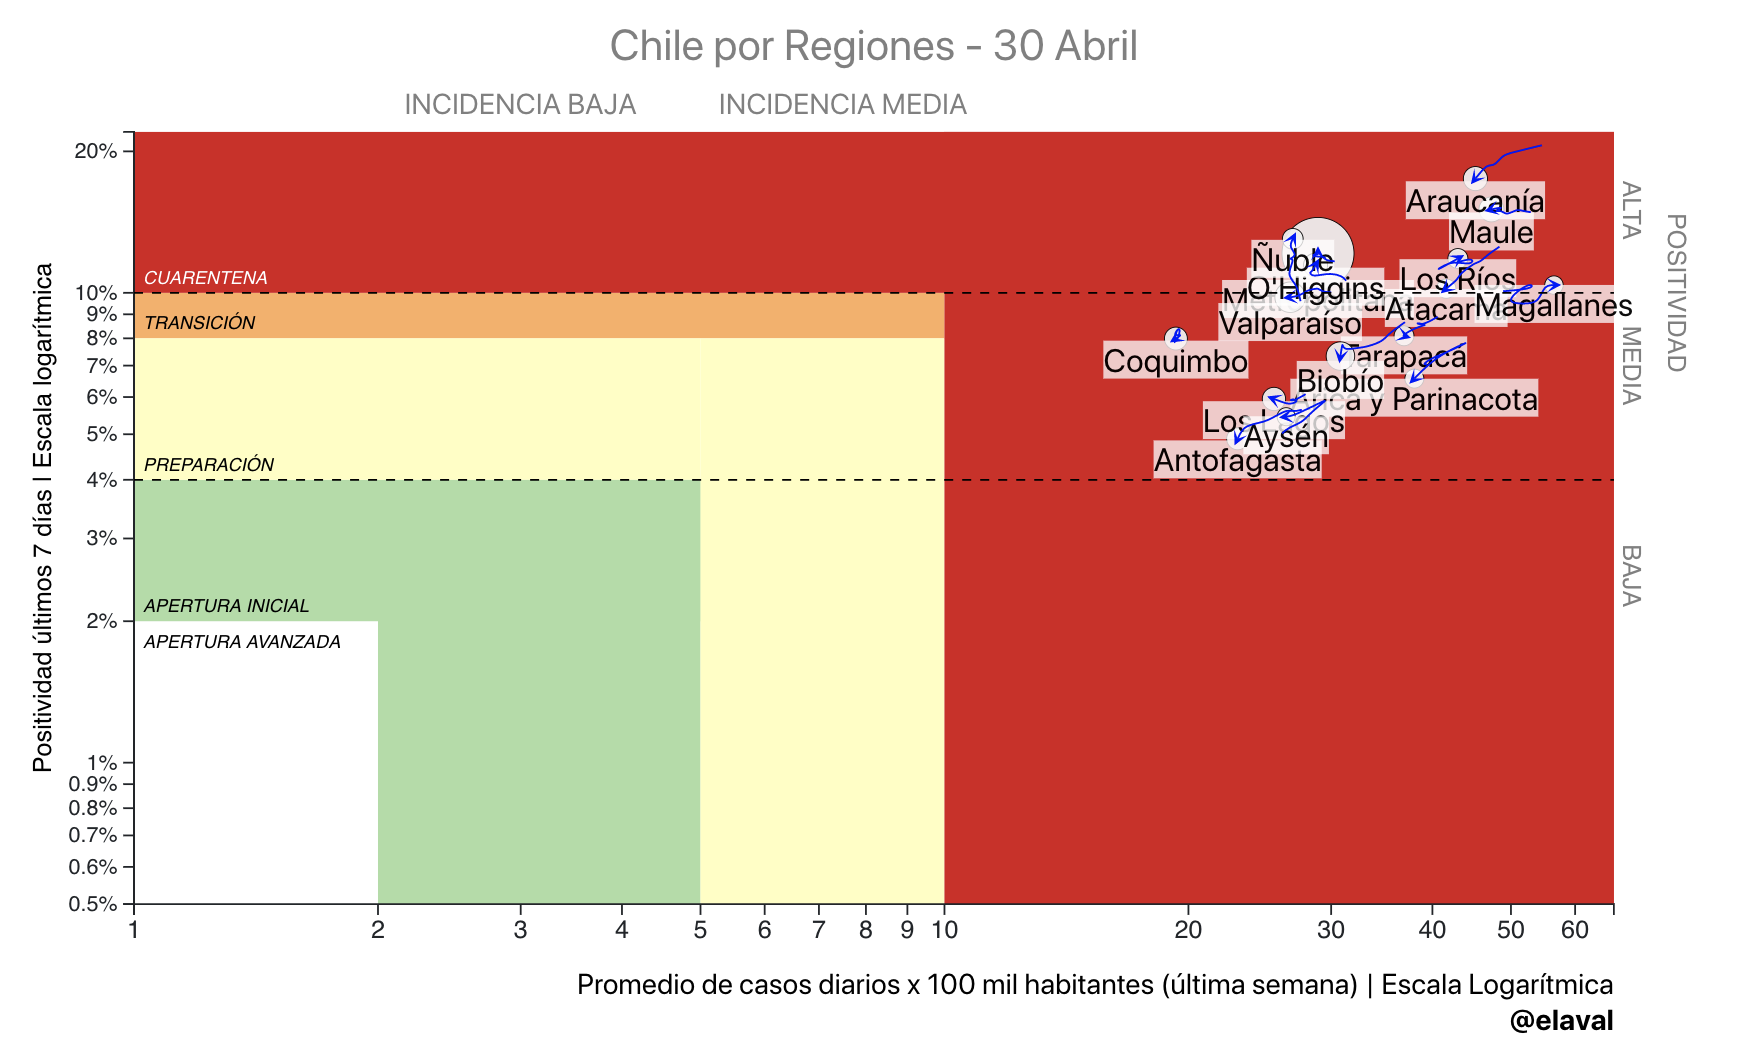 Chile por Regiones - 30 Abril
INCIDENCIA BAJA
INCIDENCIA MEDIA
20%
10%
9%
8%
7%
6%
5%
4%
3%
2%
1%
0.9%
0.8%
0.7%
0.6%
0.5%
Positividad últimos 7 días | Escala logarítmica
CUARENTENA
TRANSICIÓN
PREPARACIÓN
APERTURA INICIAL
APERTURA AVANZADA
Araucanía
Maule
Ñuble
Los Ríos
O'Higgins
Metropolitana
Atacama
Magallanes
Valparaíso
Coquimbo
Tarapacá
Biobío
Arica y Parinacota
Los Lagos
Aysén
Antofagasta
ALTA
MEDIA
BAJA
POSITIVIDAD
1
2
3
4
5
6
7
8
9
10
20
30
40
50
60
Promedio de casos diarios x 100 mil habitantes (última semana) | Escala Logarítmica
@elaval